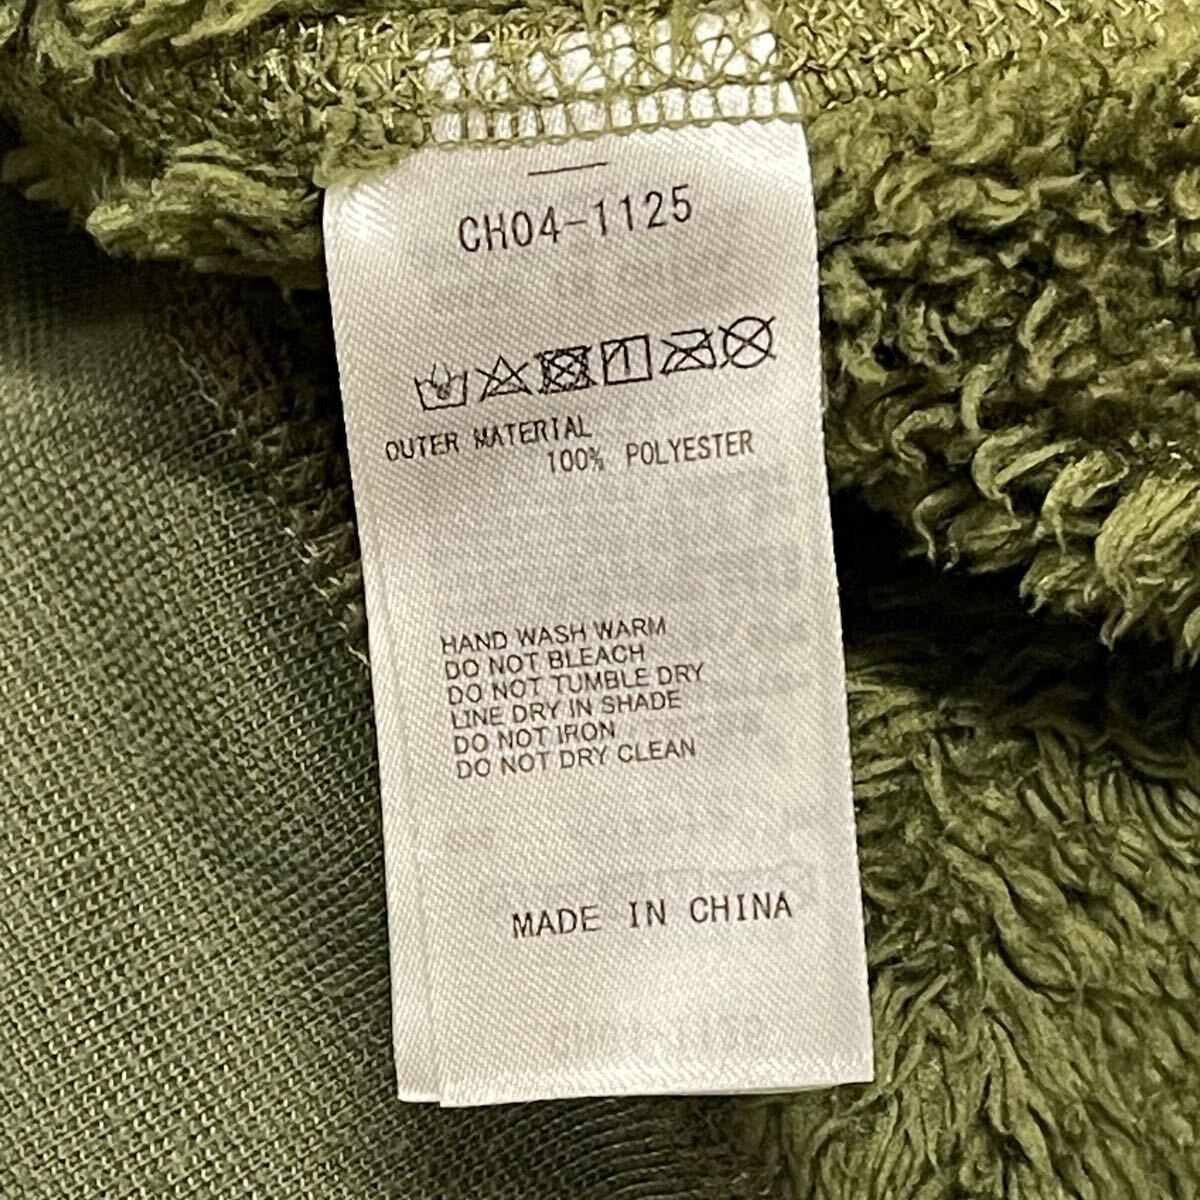 CH04-1125
OUTER MATERIAL
100% POLYESTER
HAND WASH WARM
DO NOT BLEACH
DO NOT TUMBLE DRY
LINE DRY IN SHADE
DO NOT IRON
DO NOT DRY CLEAN
MADE IN CHINA